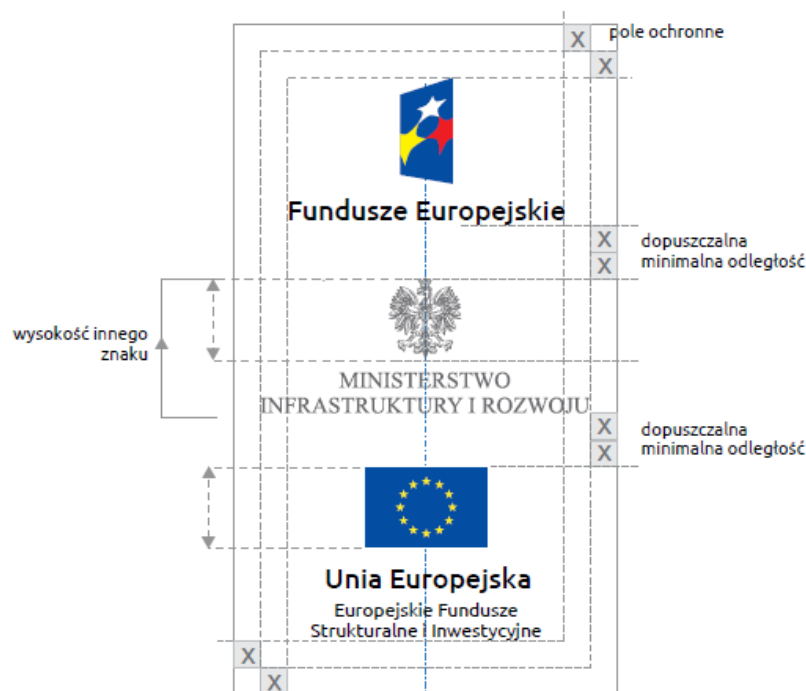 X
pole ochronne
X
Fundusze Europejskie
X
X
dopuszczalna
minimalna odległość
wysokość innego
znaku
MINISTERSTWO
INFRASTRUKTURY I ROZWOJU
X
X
dopuszczalna
minimalna odległość
Unia Europejska
Europejskie Fundusze
Strukturalne i Inwestycyjne
X
X